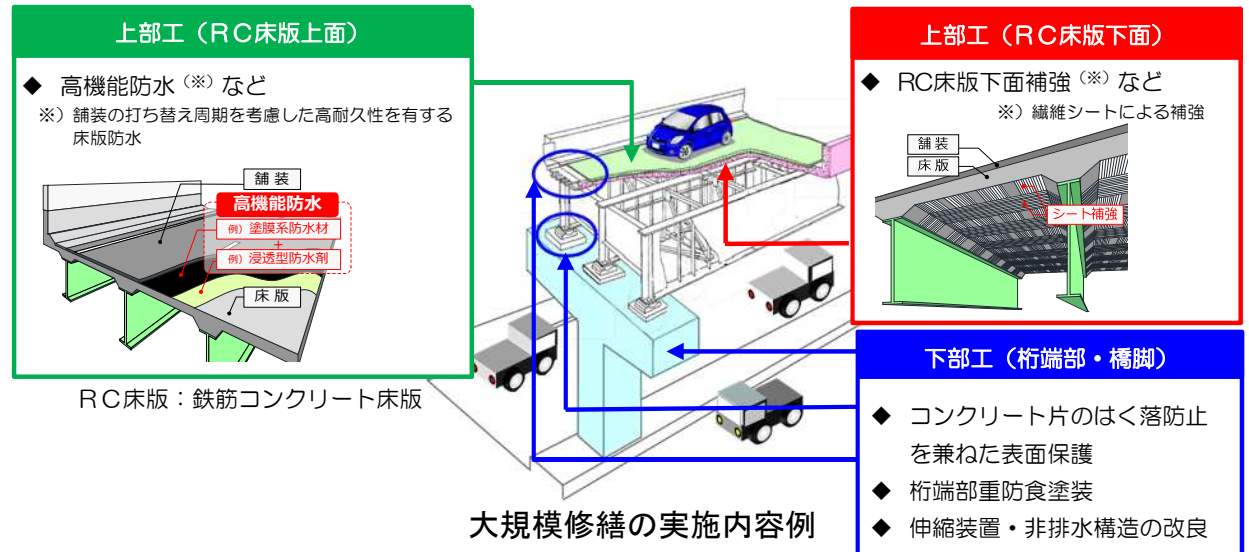 上部工（ＲＣ床版上面）
◆ 高機能防水（※）など
※）舗装の打ち替え周期を考慮した高耐久性を有する
床版防水
舗 装
高機能防水
例）塗膜系防水材
＋
例）浸透型防水剤
床 版
ＲＣ床版：鉄筋コンクリート床版
上部工（ＲＣ床版下面）
◆ RC床版下面補強（※）など
※）繊維シートによる補強
舗 装
床 版
シート補強
下部工（桁端部・橋脚）
◆ コンクリート片のはく落防止
を兼ねた表面保護
◆ 桁端部重防食塗装
◆ 伸縮装置・非排水構造の改良
大規模修繕の実施内容例